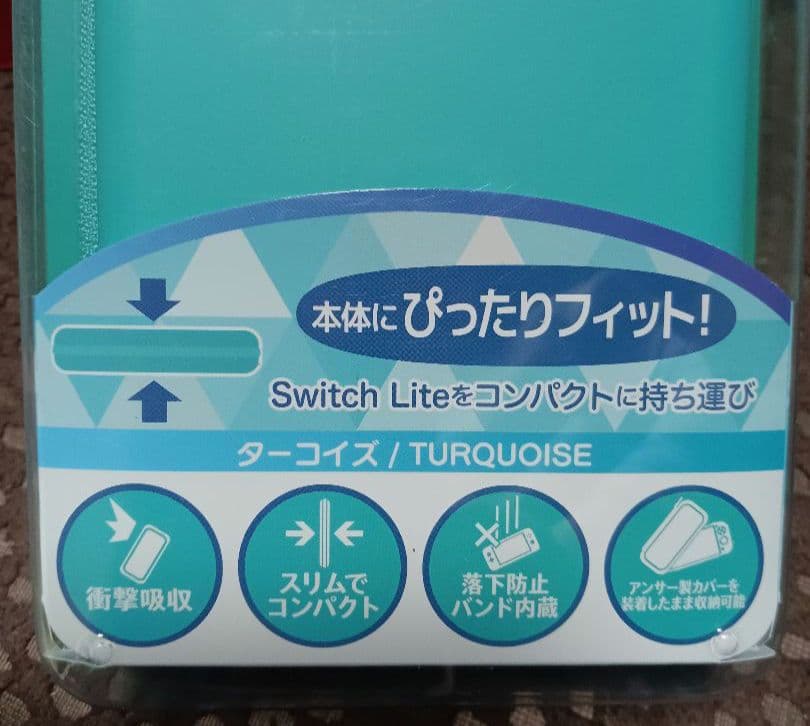 本体にぴったりフィット!
Switch Liteをコンパクトに持ち運び
ターコイズ / TURQUOISE
衝撃吸収
スリムで
コンパクト
落下防止
バンド内蔵
アンサー製カバーを
装着したまま収納可能